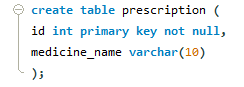 create table prescription (
id int primary key not null,
medicine_name varchar(10)
);